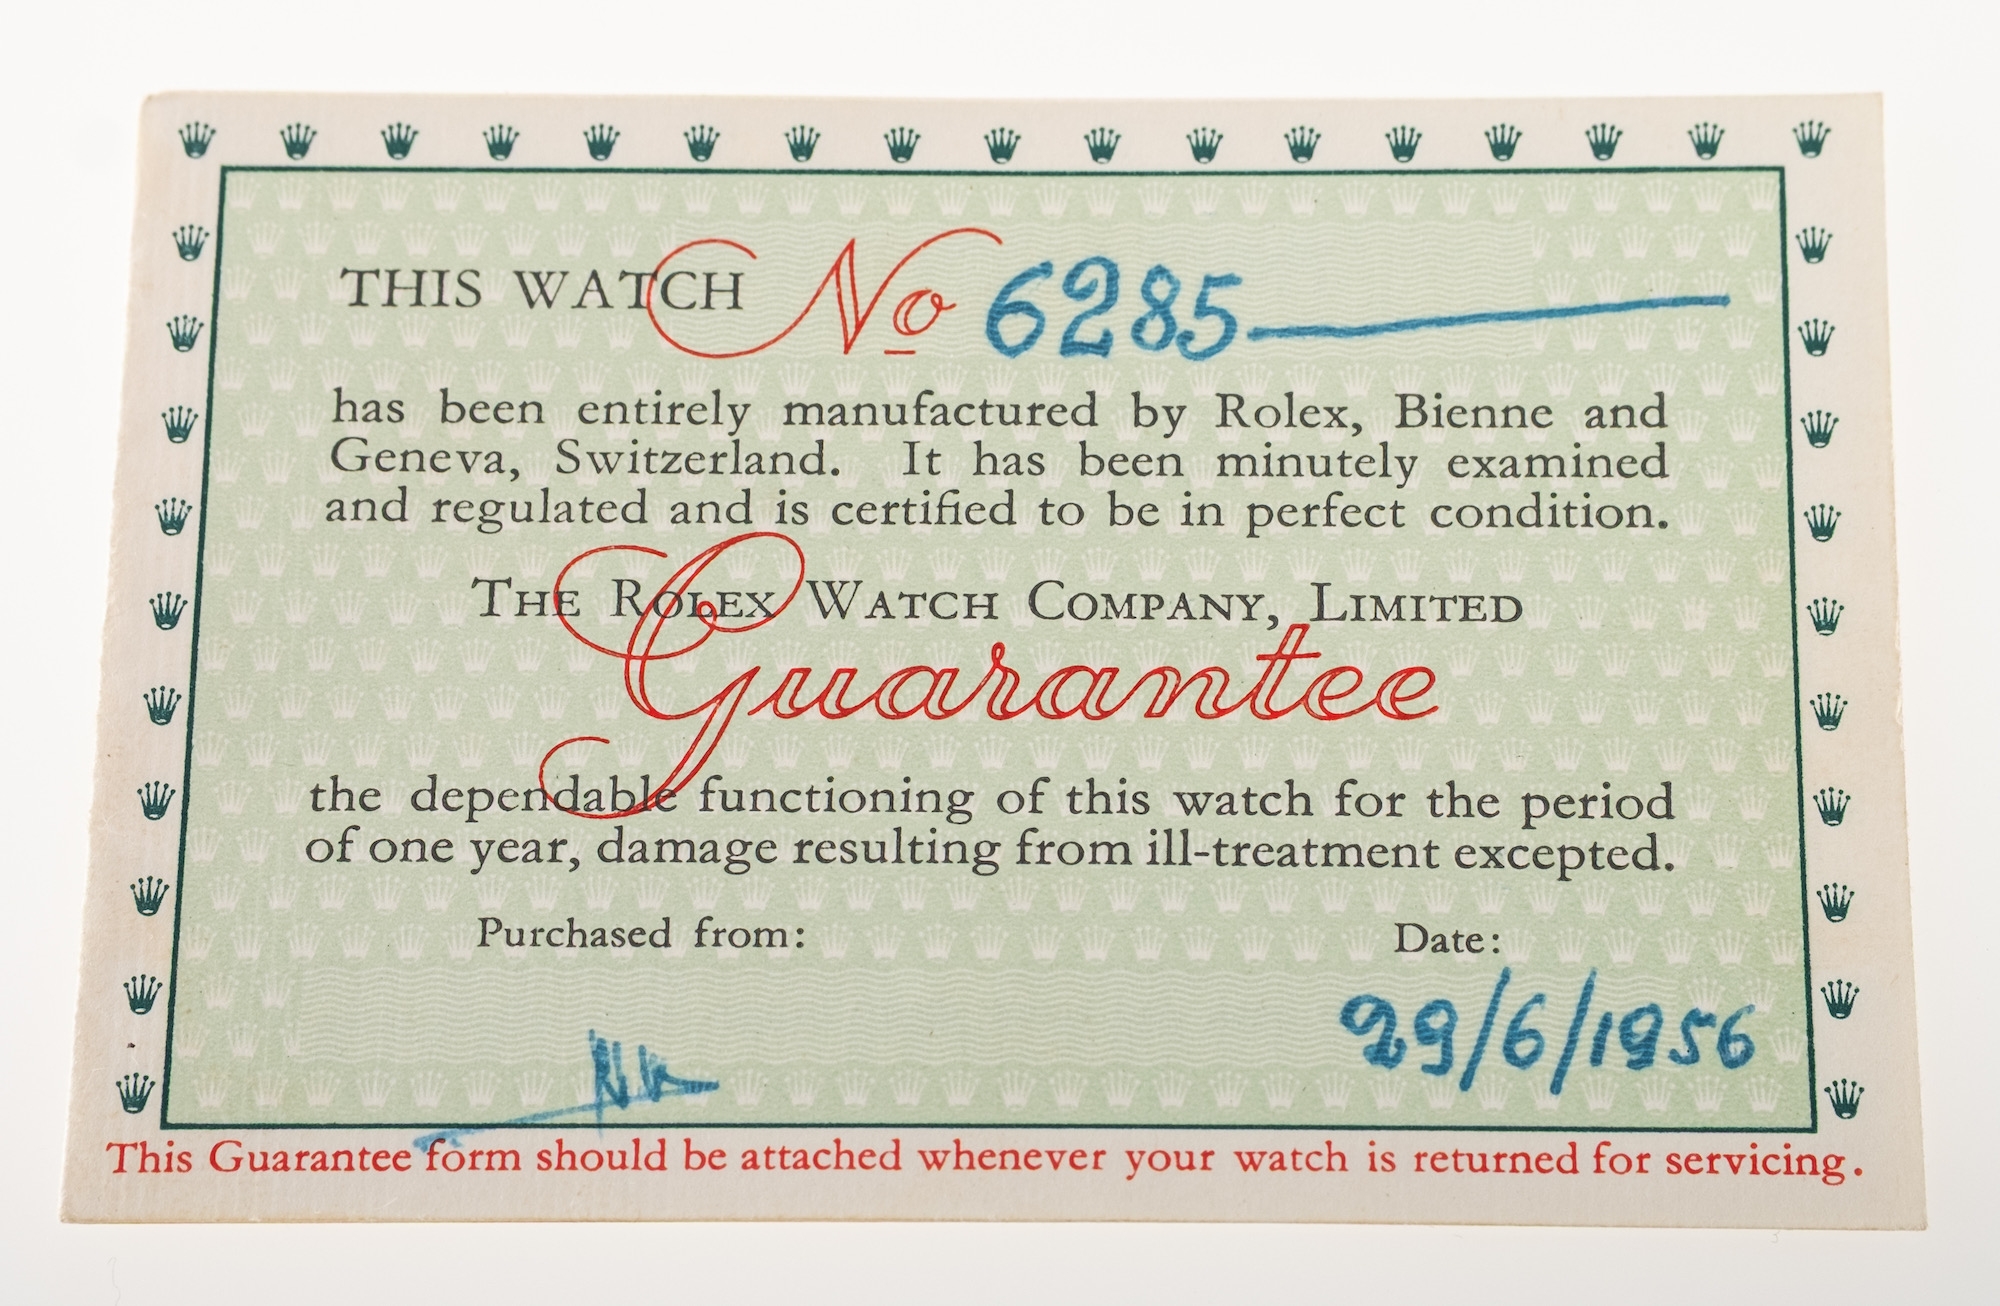 THIS WATCH No 6285
has been entirely manufactured by Rolex, Bienne and
Geneva, Switzerland. It has been minutely examined
and regulated and is certified to be in perfect condition.
THE ROLEX WATCH COMPANY, LIMITED
Guarantee
the dependable functioning of this watch for the period
of one year, damage resulting from ill-treatment excepted.
Purchased from: Date:
29/6/1956
This Guarantee form should be attached whenever your watch is returned for servicing.